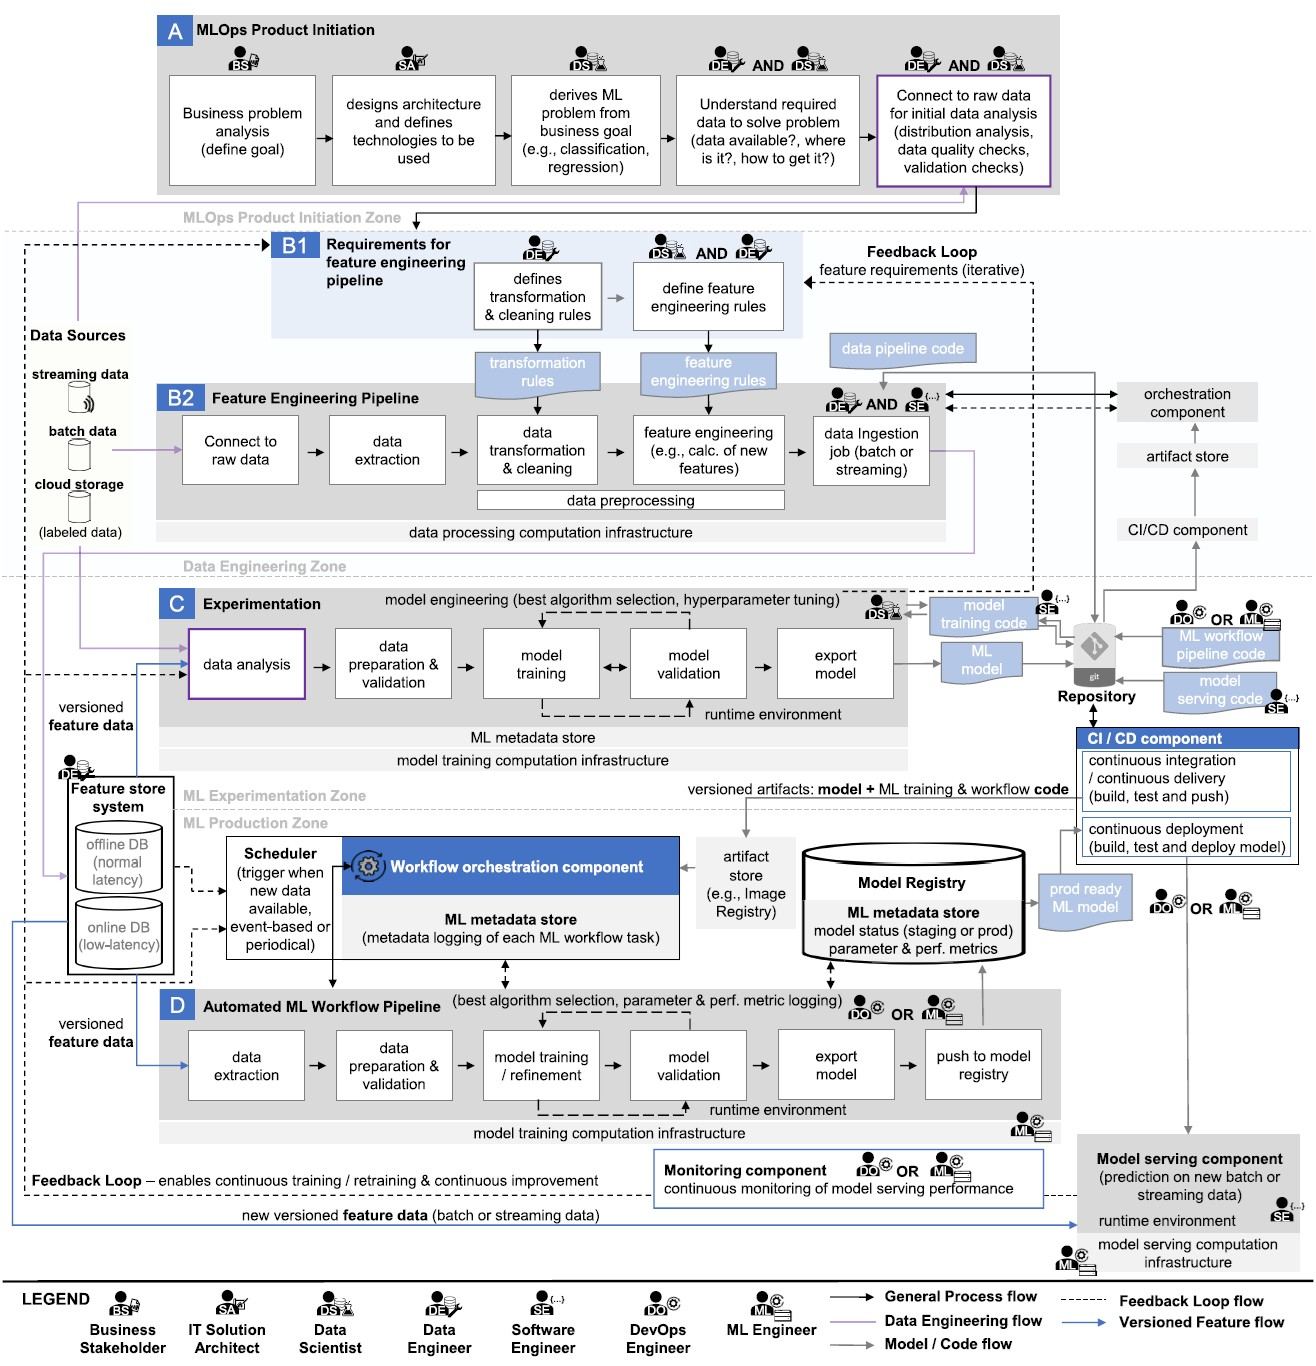 A
MLOps Product Initiation
BS
SA
DS
DE AND DS
DE AND DS
Business problem
analysis
(define goal)
designs architecture
and defines
technologies to be
used
derives ML
problem from
business goal
(e.g., classification,
regression)
Understand required
data to solve problem
(data available?, where
is it?, how to get it?)
Connect to raw data
for initial data analysis
(distribution analysis,
data quality checks,
validation checks)
MLOps Product Initiation Zone
B1
Requirements for
feature engineering
pipeline
DE
DS AND DE
defines
transformation
& cleaning rules
define feature
engineering rules
Feedback Loop
feature requirements (iterative)
transformation
rules
feature
engineering rules
data pipeline code
Data Sources
streaming data
batch data
cloud storage
(labeled data)
B2
Feature Engineering Pipeline
DE AND SE {...}
Connect to
raw data
data
extraction
data
transformation
& cleaning
feature engineering
(e.g., calc. of new
features)
data Ingestion
job (batch or
streaming)
data preprocessing
data processing computation infrastructure
orchestration
component
artifact store
CI/CD component
Data Engineering Zone
C
Experimentation
model engineering (best algorithm selection, hyperparameter tuning)
DS
data analysis
data
preparation &
validation
model
training
model
validation
export
model
runtime environment
ML metadata store
model training computation infrastructure
model
training code
SE {...}
ML
model
git
Repository
DO OR ML
ML workflow
pipeline code
model
serving code
SE {...}
versioned
feature data
CI / CD component
continuous integration
/ continuous delivery
(build, test and push)
continuous deployment
(build, test and deploy model)
versioned artifacts: model + ML training & workflow code
ML Experimentation Zone
ML Production Zone
DE
Feature store
system
offline DB
(normal
latency)
online DB
(low-latency)
Scheduler
(trigger when
new data
available,
event-based or
periodical)
Workflow orchestration component
ML metadata store
(metadata logging of each ML workflow task)
artifact
store
(e.g., Image
Registry)
Model Registry
ML metadata store
model status (staging or prod)
parameter & perf. metrics
prod ready
ML model
DO OR ML
versioned
feature data
D
Automated ML Workflow Pipeline
(best algorithm selection, parameter & perf. metric logging)
DO OR ML
data
extraction
data
preparation &
validation
model training
/ refinement
model
validation
export
model
push to model
registry
runtime environment
model training computation infrastructure
ML
Monitoring component
DO OR ML
continuous monitoring of model serving performance
Feedback Loop – enables continuous training / retraining & continuous improvement
new versioned feature data (batch or streaming data)
Model serving component
(prediction on new batch or
streaming data)
runtime environment
SE {...}
model serving computation
infrastructure
ML
LEGEND
BS
Business
Stakeholder
SA
IT Solution
Architect
DS
Data
Scientist
DE
Data
Engineer
SE {...}
Software
Engineer
DO
DevOps
Engineer
ML
ML Engineer
General Process flow
Data Engineering flow
Model / Code flow
Feedback Loop flow
Versioned Feature flow